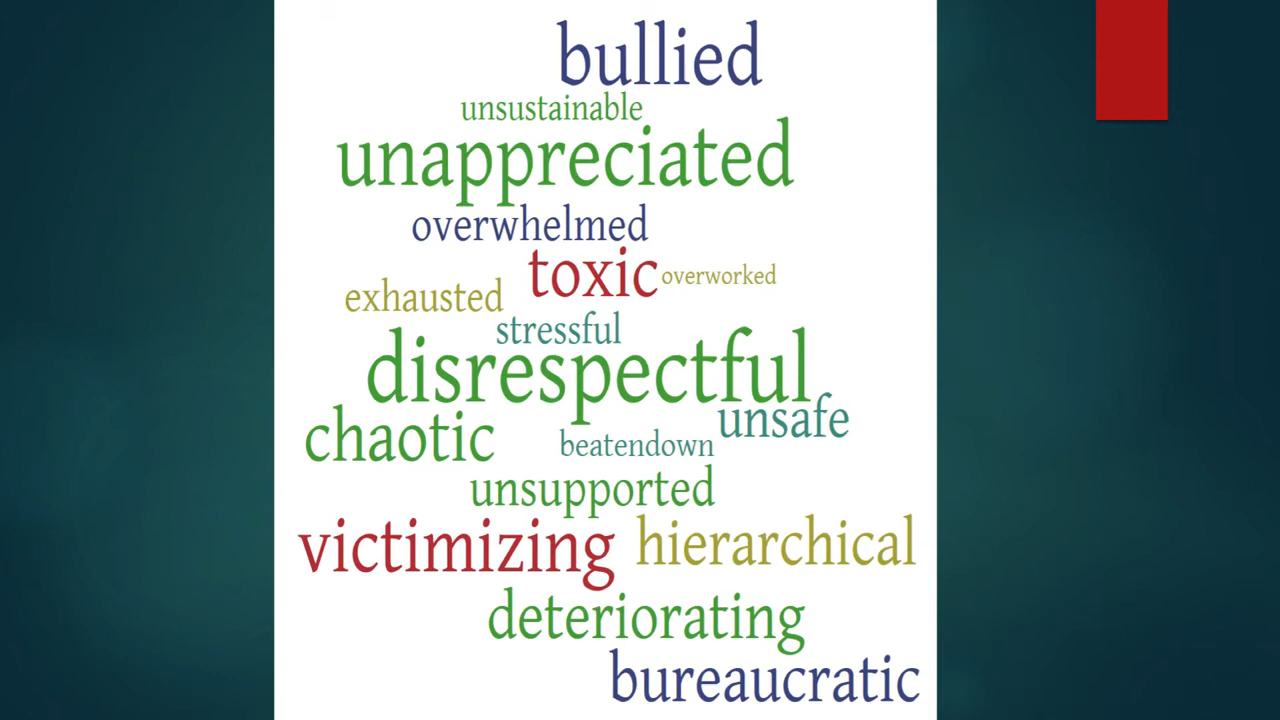 bullied
unsustainable
unappreciated
overwhelmed
toxic overworked
exhausted
stressful
disrespectful
unsafe
chaotic
beatendown
unsupported
victimizing hierarchical
deteriorating
bureaucratic